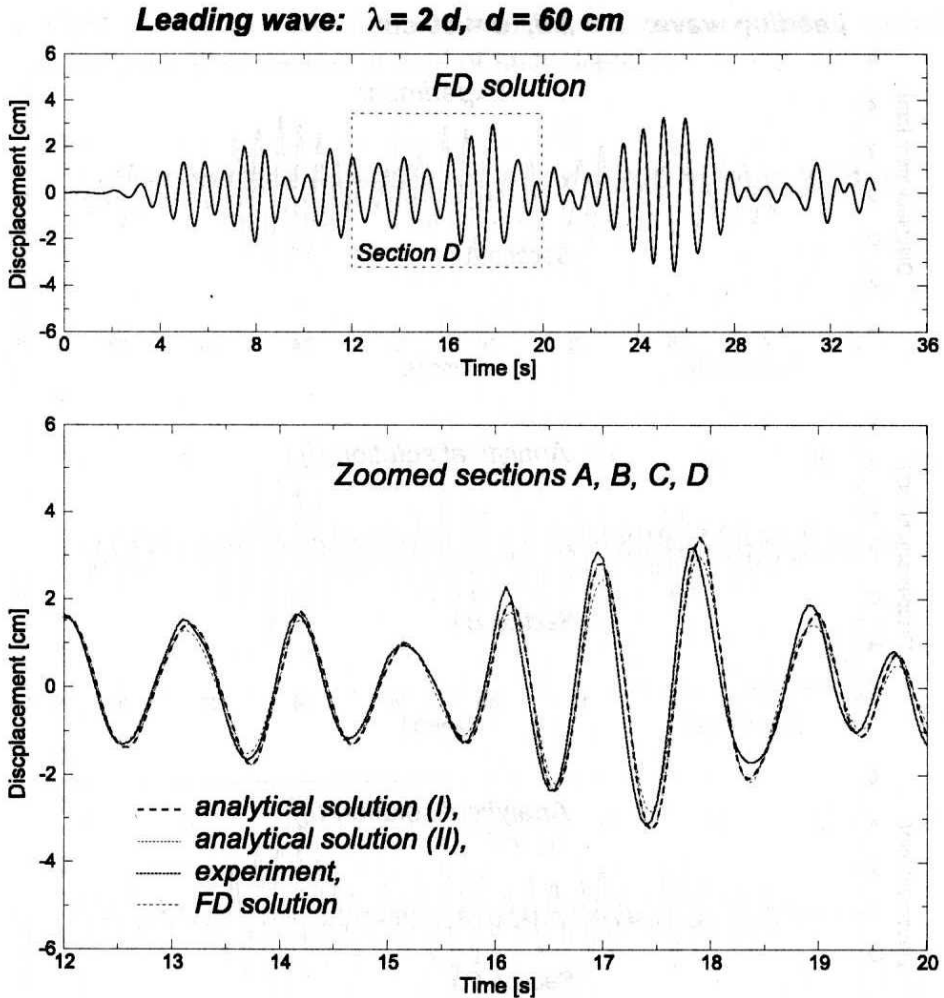 Leading wave: λ = 2 d, d = 60 cm
FD solution
Section D
Discplacement [cm]
6
4
2
0
-2
-4
-6
0 4 8 12 16 20 24 28 32 36
Time [s]
Zoomed sections A, B, C, D
Discplacement [cm]
6
4
2
0
-2
-4
-6
analytical solution (I),
analytical solution (II),
experiment,
FD solution
12 13 14 15 16 17 18 19 20
Time [s]